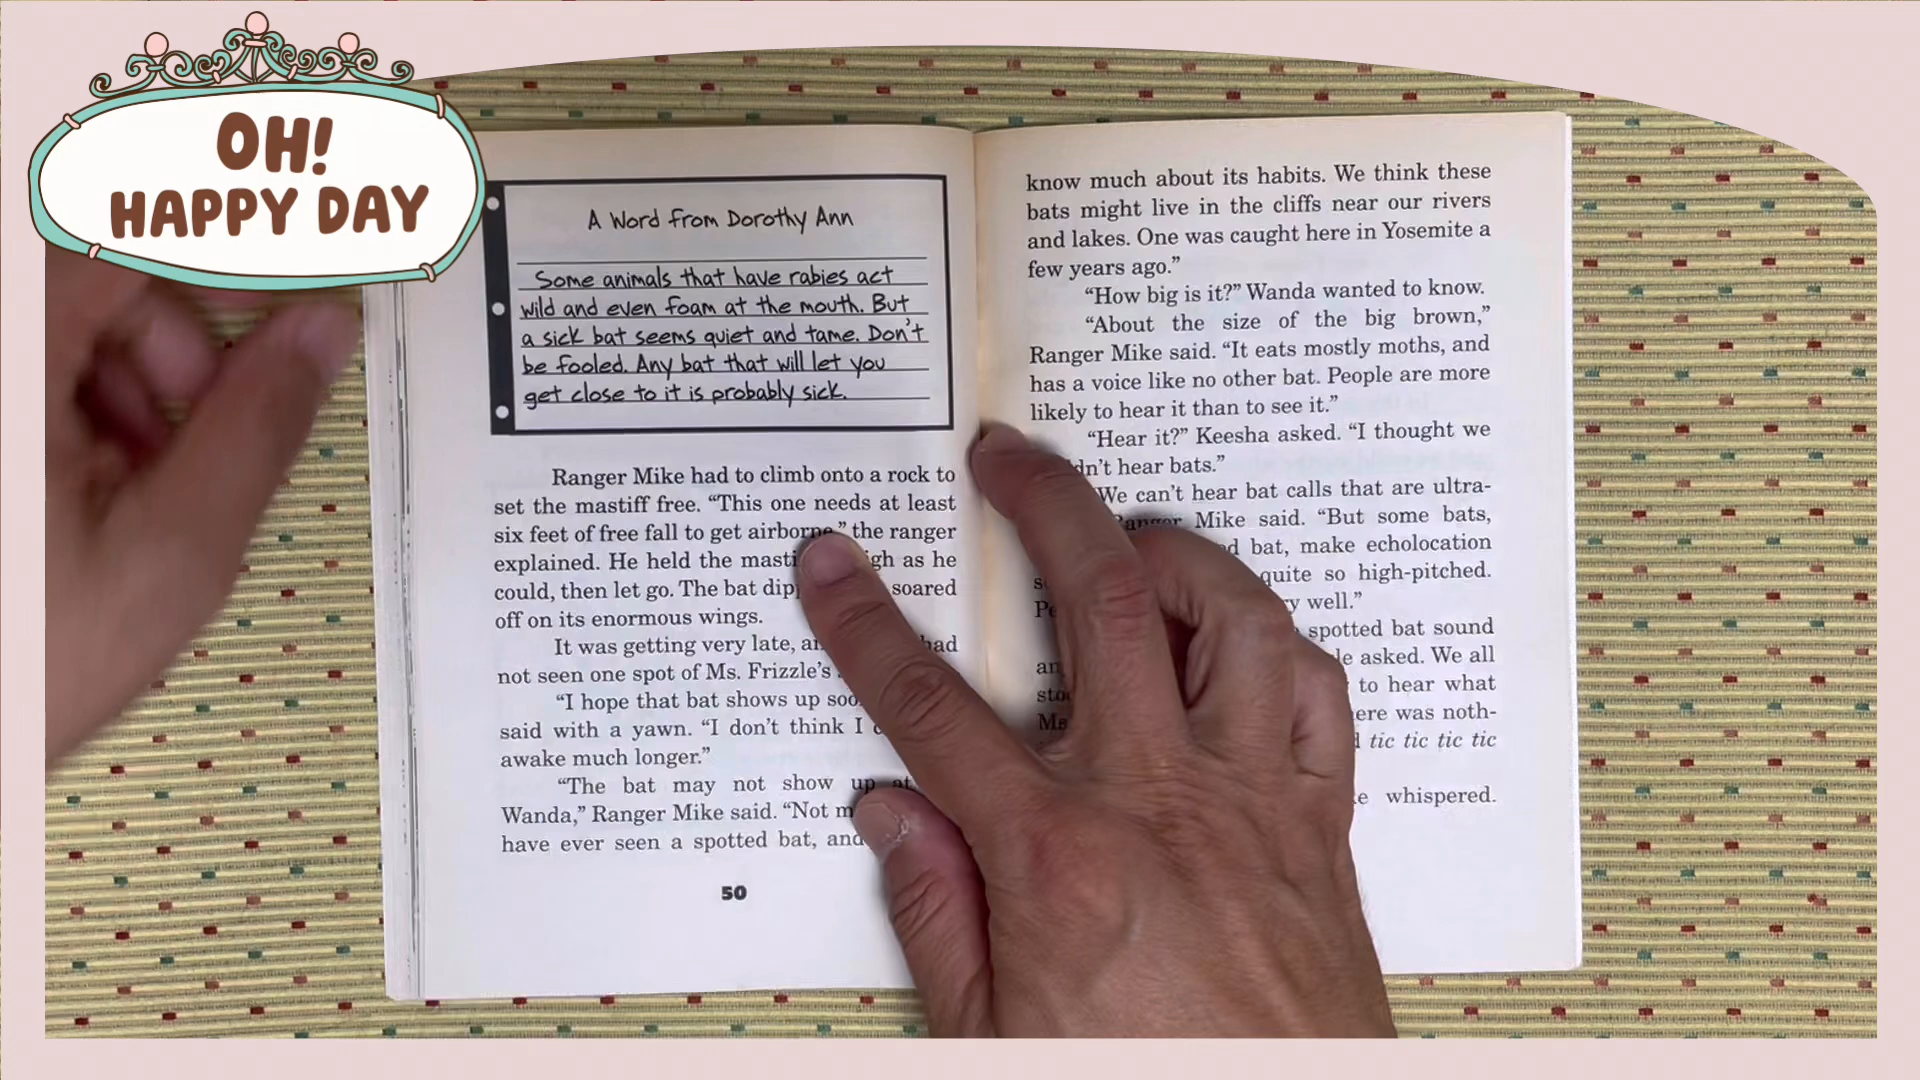 OH!
HAPPY DAY
A Word from Dorothy Ann
Some animals that have rabies act
wild and even foam at the mouth. But
a sick bat seems quiet and tame. Don't
be fooled. Any bat that will let you
get close to it is probably sick.
Ranger Mike had to climb onto a rock to
set the mastiff free. “This one needs at least
six feet of free fall to get airborne,” the ranger
explained. He held the as he
could, then let go. The bat soared
off on its enormous wings.
It was getting very late, had
not seen one spot of Ms. Frizzle's
“I hope that bat shows up
said with a yawn. “I don't think I
awake much longer.”
“The bat may not show up at
Wanda,” Ranger Mike said. “Not
have ever seen a spotted bat, and
50
know much about its habits. We think these
bats might live in the cliffs near our rivers
and lakes. One was caught here in Yosemite a
few years ago.”
“How big is it?” Wanda wanted to know.
“About the size of the big brown,”
Ranger Mike said. “It eats mostly moths, and
has a voice like no other bat. People are more
likely to hear it than to see it.”
“Hear it?” Keesha asked. “I thought we
hear bats.”
We can't hear bat calls that are ultra-
Ranger Mike said. “But some bats,
bat, make echolocation
quite so high-pitched.
well.”
spotted bat sound
asked. We all
to hear what
was noth-
tic tic tic tic
whispered.